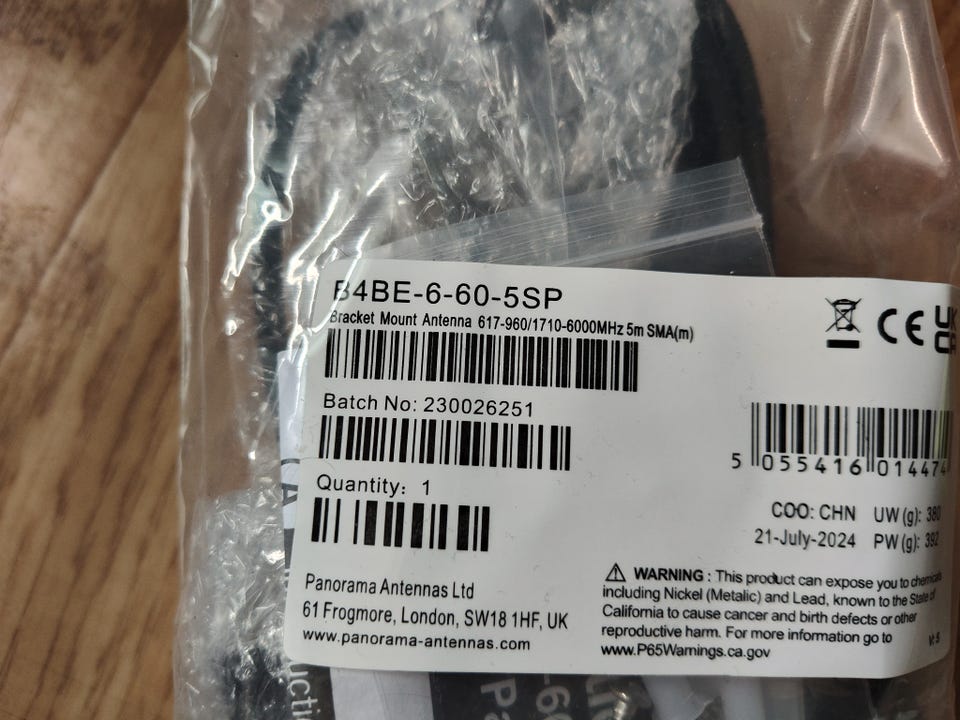 B4BE-6-60-5SP
Bracket Mount Antenna 617-960/1710-6000MHz 5m SMA(m)
CE UK CA
Batch No: 230026251
5 055416 014474
Quantity: 1
COO: CHN UW (g): 380
21-July-2024 PW (g): 392
Panorama Antennas Ltd
61 Frogmore, London, SW18 1HF, UK
www.panorama-antennas.com
WARNING : This product can expose you to chemicals
including Nickel (Metalic) and Lead, known to the State of
California to cause cancer and birth defects or other
reproductive harm. For more information go to
www.P65Warnings.ca.gov
V: 5